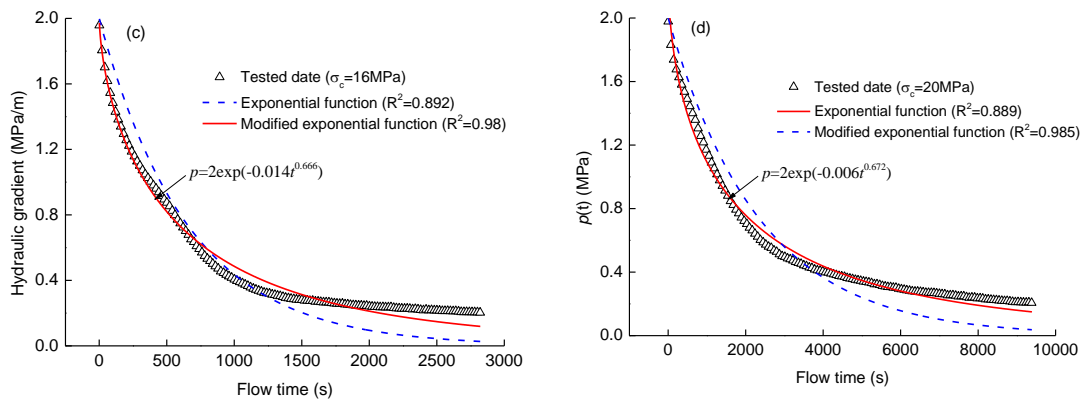 (c)
2.0
1.6
1.2
0.8
0.4
0.0
Hydraulic gradient (MPa/m)
Tested date (σc=16MPa)
Exponential function (R²=0.892)
Modified exponential function (R²=0.98)
p=2exp(-0.014t^0.666)
0 500 1000 1500 2000 2500 3000
Flow time (s)
(d)
2.0
1.6
1.2
0.8
0.4
0.0
p(t) (MPa)
Tested date (σc=20MPa)
Exponential function (R²=0.889)
Modified exponential function (R²=0.985)
p=2exp(-0.006t^0.672)
0 2000 4000 6000 8000 10000
Flow time (s)